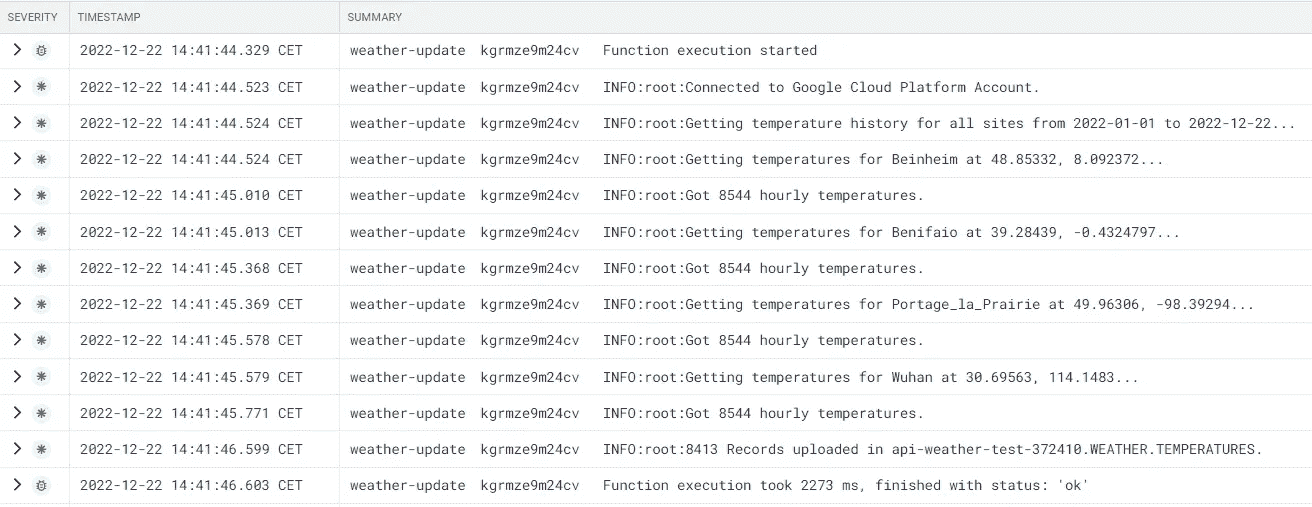 SEVERITY TIMESTAMP SUMMARY
2022-12-22 14:41:44.329 CET weather-update kgrmze9m24cv Function execution started
2022-12-22 14:41:44.523 CET weather-update kgrmze9m24cv INFO:root:Connected to Google Cloud Platform Account.
2022-12-22 14:41:44.524 CET weather-update kgrmze9m24cv INFO:root:Getting temperature history for all sites from 2022-01-01 to 2022-12-22...
2022-12-22 14:41:44.524 CET weather-update kgrmze9m24cv INFO:root:Getting temperatures for Beinheim at 48.85332, 8.092372...
2022-12-22 14:41:45.010 CET weather-update kgrmze9m24cv INFO:root:Got 8544 hourly temperatures.
2022-12-22 14:41:45.013 CET weather-update kgrmze9m24cv INFO:root:Getting temperatures for Benifaio at 39.28439, -0.4324797...
2022-12-22 14:41:45.368 CET weather-update kgrmze9m24cv INFO:root:Got 8544 hourly temperatures.
2022-12-22 14:41:45.369 CET weather-update kgrmze9m24cv INFO:root:Getting temperatures for Portage_la_Prairie at 49.96306, -98.39294...
2022-12-22 14:41:45.578 CET weather-update kgrmze9m24cv INFO:root:Got 8544 hourly temperatures.
2022-12-22 14:41:45.579 CET weather-update kgrmze9m24cv INFO:root:Getting temperatures for Wuhan at 30.69563, 114.1483...
2022-12-22 14:41:45.771 CET weather-update kgrmze9m24cv INFO:root:Got 8544 hourly temperatures.
2022-12-22 14:41:46.599 CET weather-update kgrmze9m24cv INFO:root:8413 Records uploaded in api-weather-test-372410.WEATHER.TEMPERATURES.
2022-12-22 14:41:46.603 CET weather-update kgrmze9m24cv Function execution took 2273 ms, finished with status: 'ok'